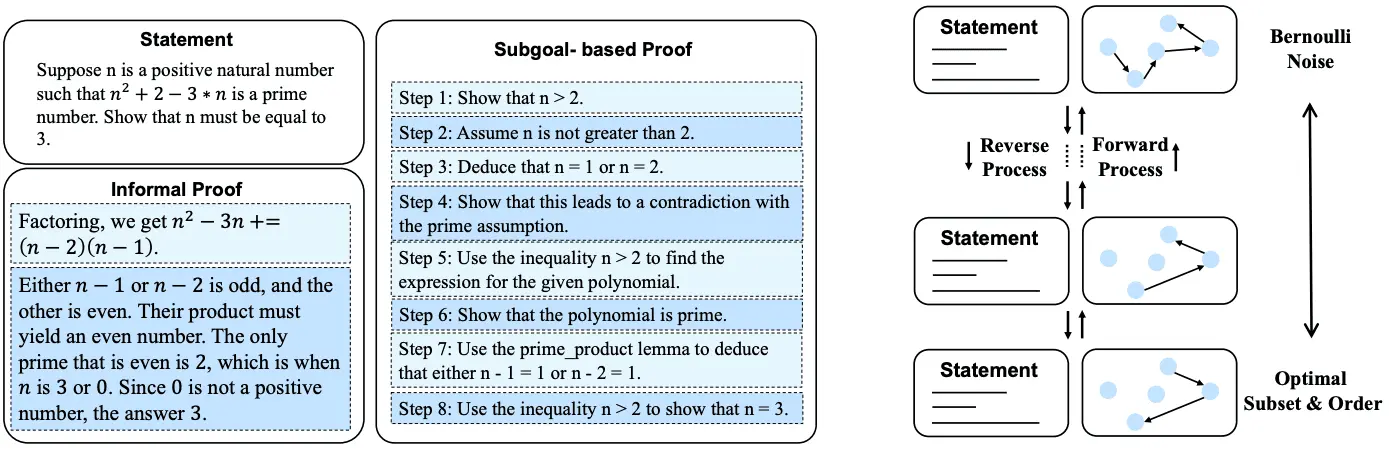 Statement
Suppose n is a positive natural number
such that n² + 2 − 3 ∗ n is a prime
number. Show that n must be equal to
3.
Informal Proof
Factoring, we get n² − 3n +=
(n − 2)(n − 1).
Either n − 1 or n − 2 is odd, and the
other is even. Their product must
yield an even number. The only
prime that is even is 2, which is when
n is 3 or 0. Since 0 is not a positive
number, the answer 3.
Subgoal- based Proof
Step 1: Show that n > 2.
Step 2: Assume n is not greater than 2.
Step 3: Deduce that n = 1 or n = 2.
Step 4: Show that this leads to a contradiction with
the prime assumption.
Step 5: Use the inequality n > 2 to find the
expression for the given polynomial.
Step 6: Show that the polynomial is prime.
Step 7: Use the prime_product lemma to deduce
that either n - 1 = 1 or n - 2 = 1.
Step 8: Use the inequality n > 2 to show that n = 3.
Statement
Bernoulli
Noise
Reverse
Process
Forward
Process
Statement
Statement
Optimal
Subset & Order